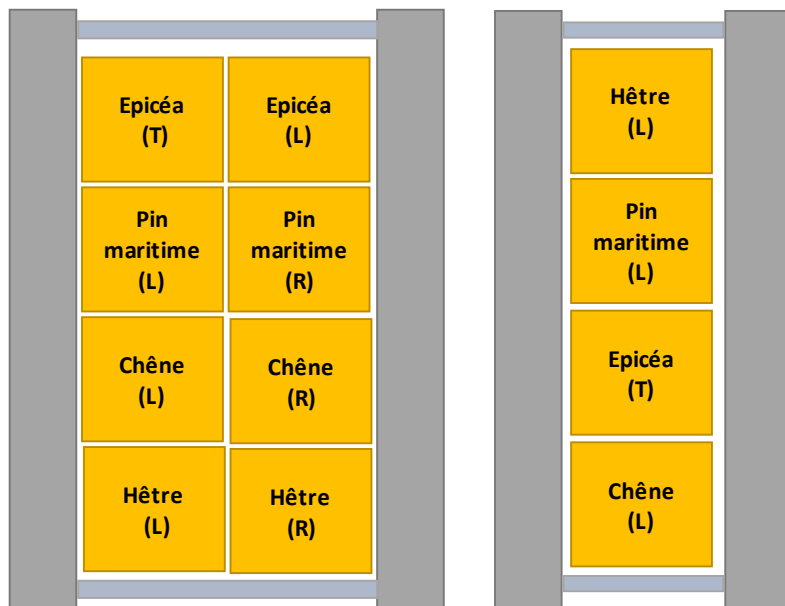 Epicéa
(T)
Epicéa
(L)
Pin
maritime
(L)
Pin
maritime
(R)
Chêne
(L)
Chêne
(R)
Hêtre
(L)
Hêtre
(R)
Hêtre
(L)
Pin
maritime
(L)
Epicéa
(T)
Chêne
(L)